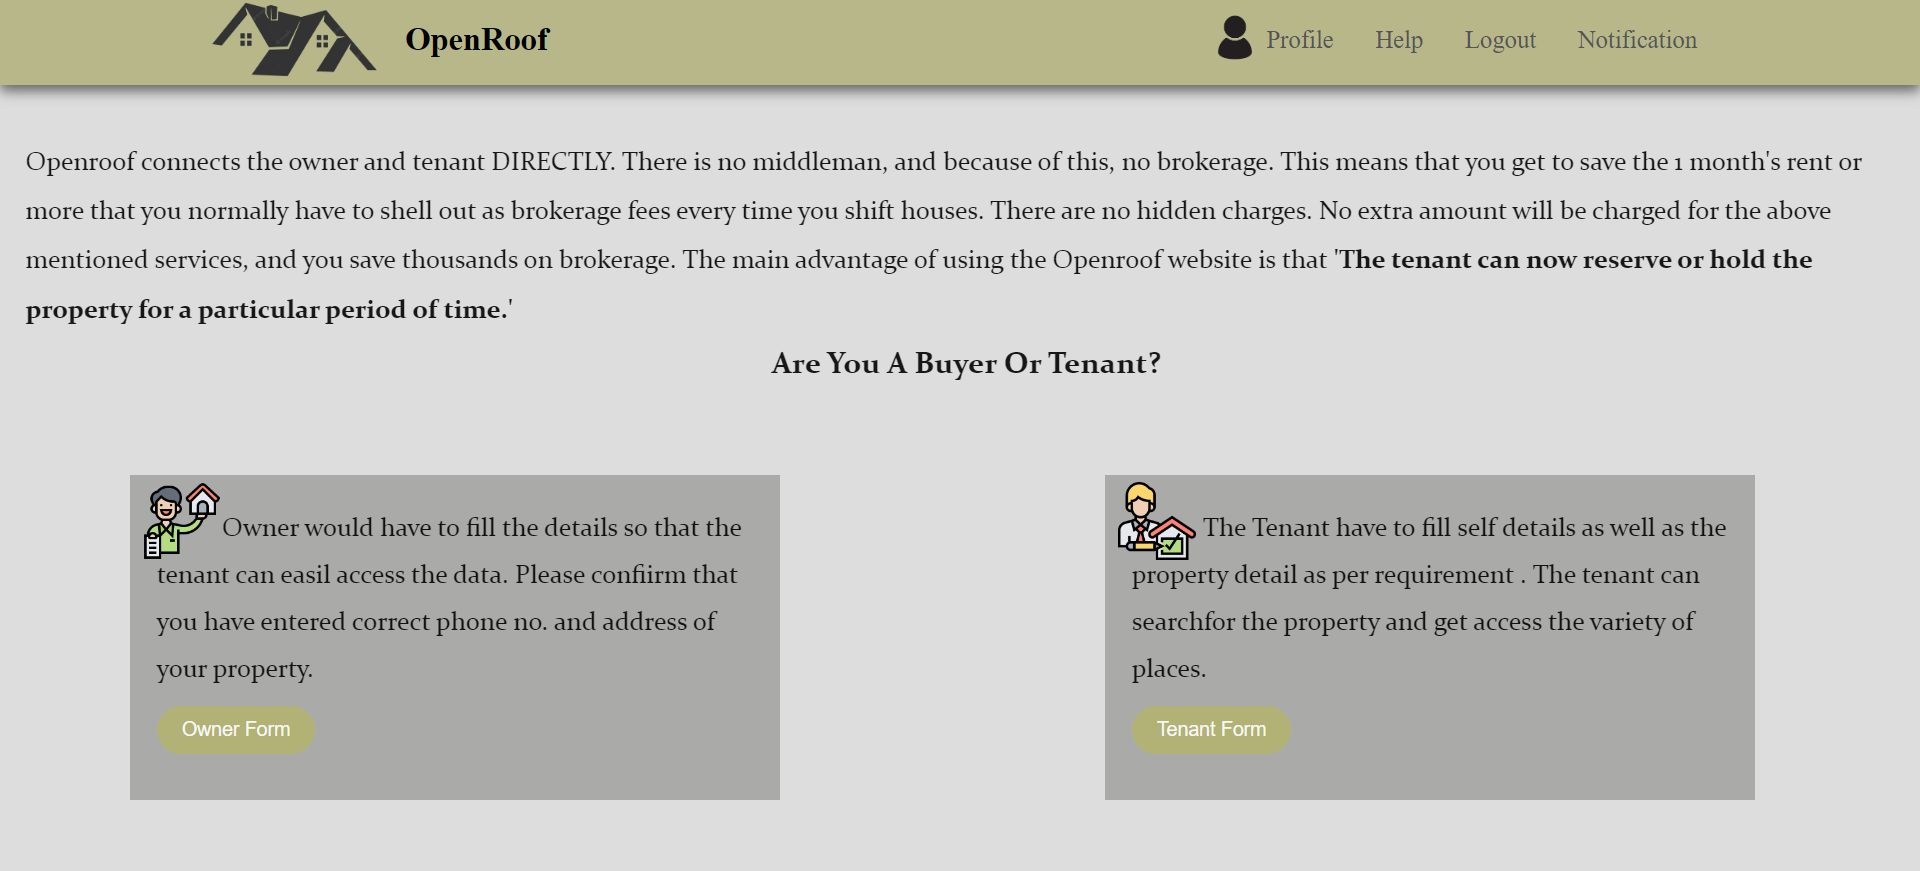 OpenRoof
Profile Help Logout Notification
Openroof connects the owner and tenant DIRECTLY. There is no middleman, and because of this, no brokerage. This means that you get to save the 1 month's rent or
more that you normally have to shell out as brokerage fees every time you shift houses. There are no hidden charges. No extra amount will be charged for the above
mentioned services, and you save thousands on brokerage. The main advantage of using the Openroof website is that 'The tenant can now reserve or hold the
property for a particular period of time.'
Are You A Buyer Or Tenant?
Owner would have to fill the details so that the
tenant can easil access the data. Please confiirm that
you have entered correct phone no. and address of
your property.
Owner Form
The Tenant have to fill self details as well as the
property detail as per requirement . The tenant can
searchfor the property and get access the variety of
places.
Tenant Form